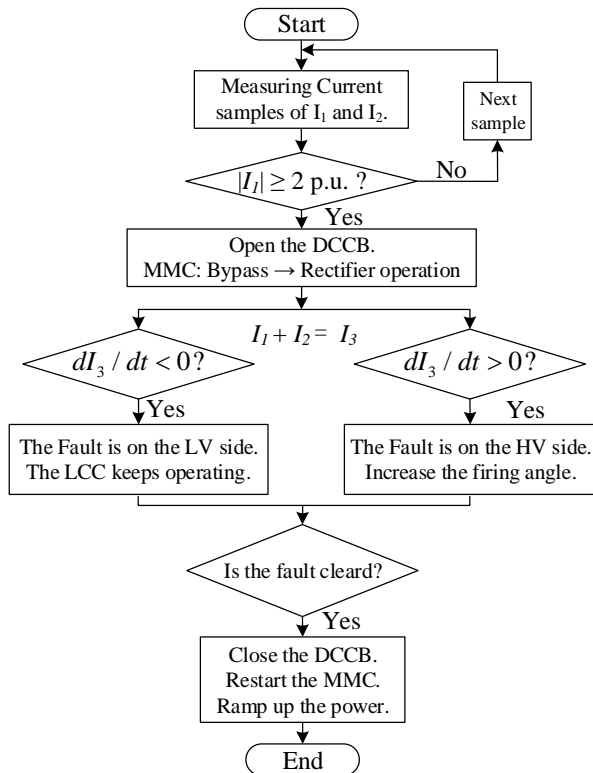 Start
Measuring Current
samples of I₁ and I₂.
Next
sample
|I₁| ≥ 2 p.u. ?
No
Yes
Open the DCCB.
MMC: Bypass → Rectifier operation
I₁ + I₂ = I₃
dI₃ / dt < 0?
dI₃ / dt > 0?
Yes
Yes
The Fault is on the LV side.
The LCC keeps operating.
The Fault is on the HV side.
Increase the firing angle.
Is the fault cleard?
Yes
Close the DCCB.
Restart the MMC.
Ramp up the power.
End